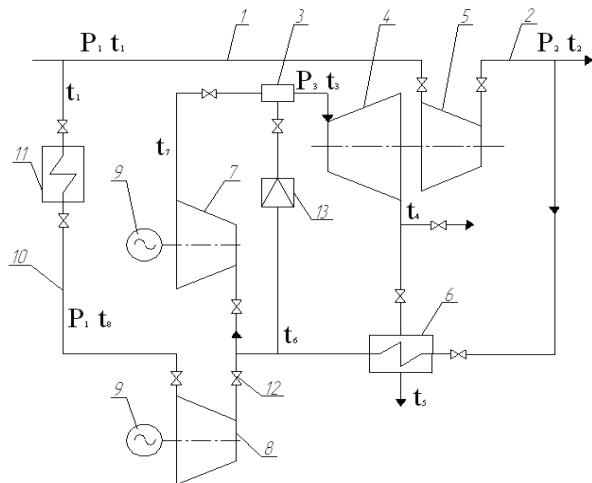 1 3 4 5 2
P₁ t₁ P₂ t₂
t₁ P₃ t₃
11 t₇ 9 7 13
t₄
10 6
P₁ t₈ t₆
9 12 t₅
8